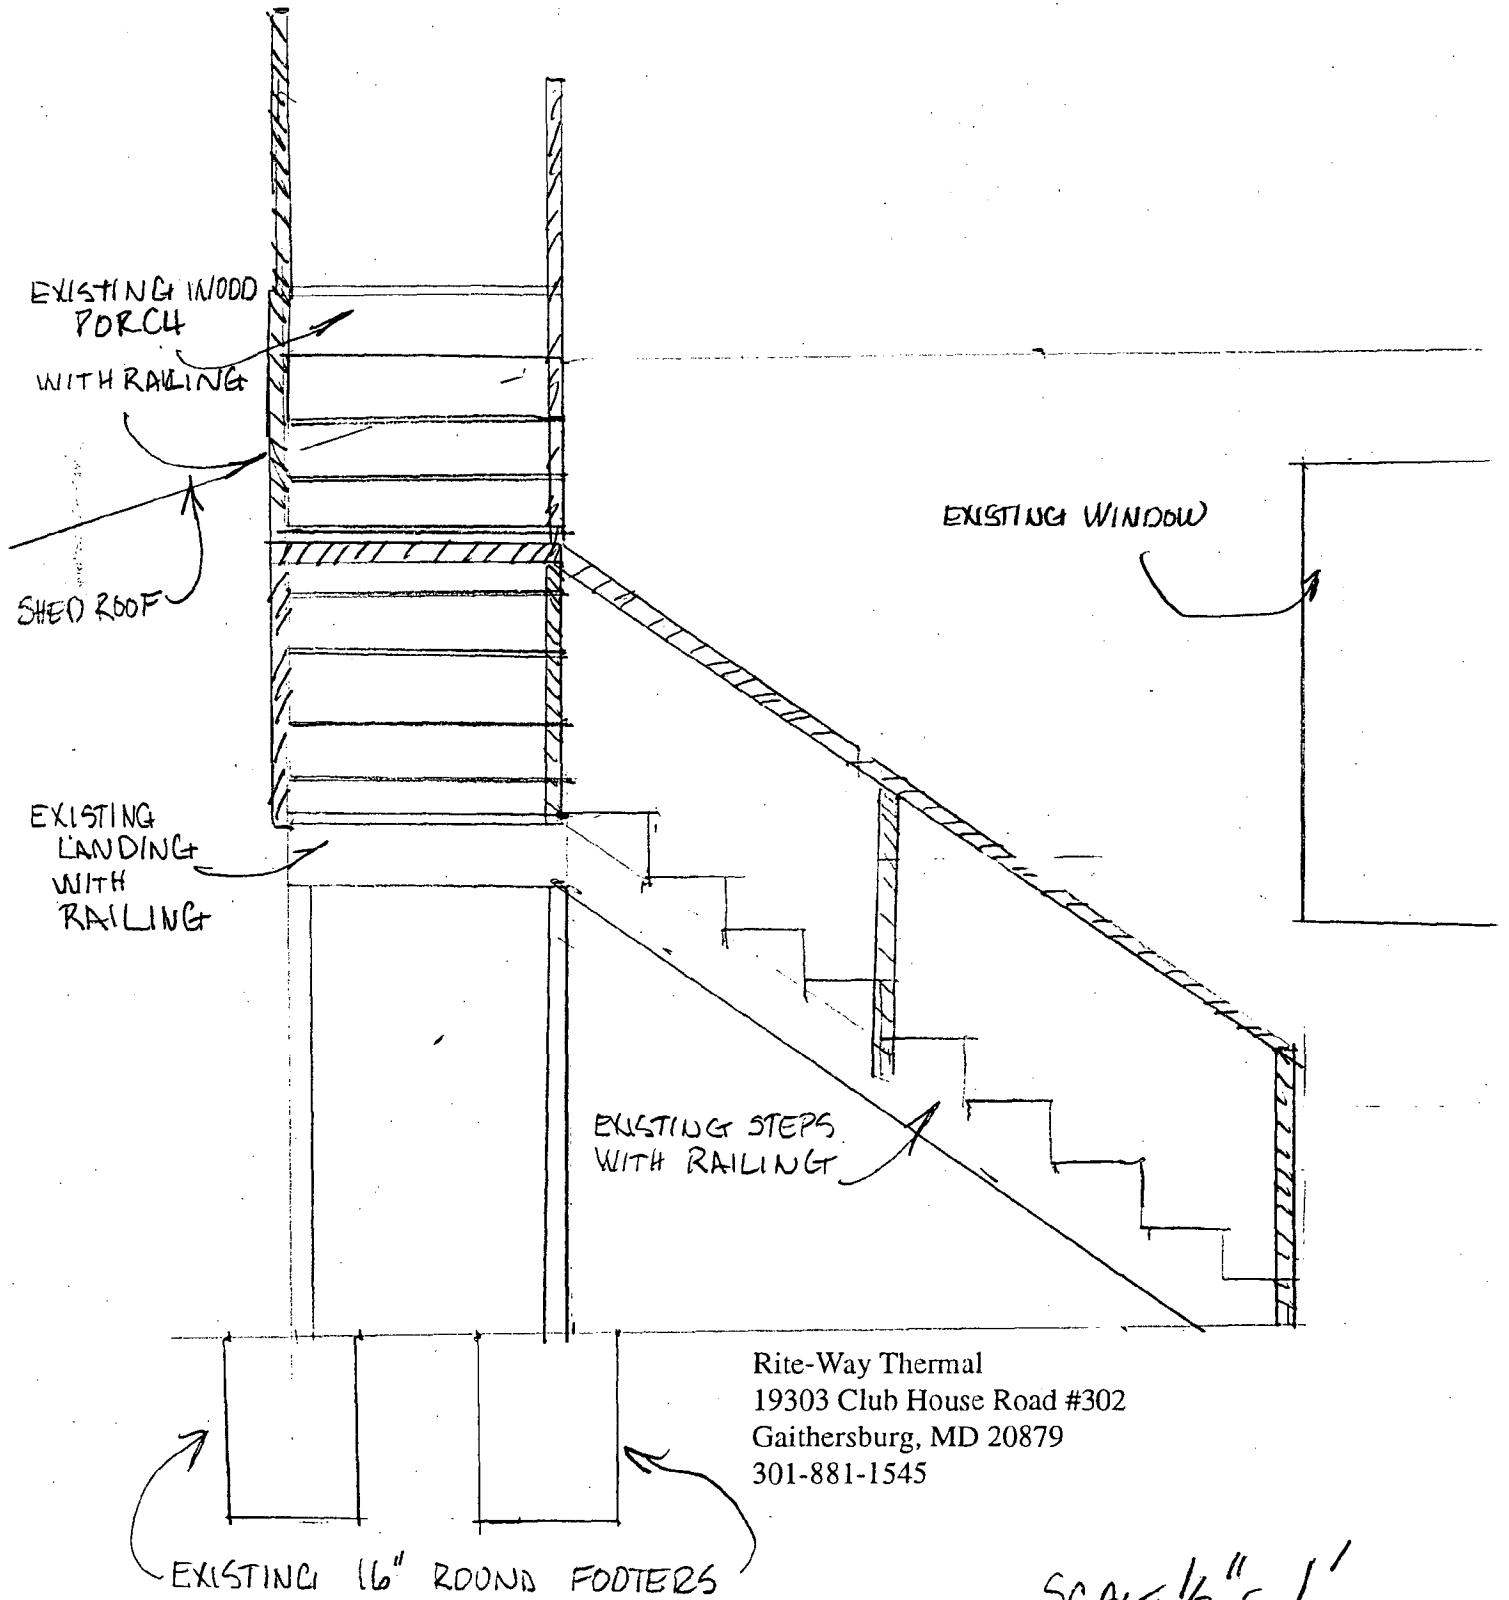 EXISTING WOOD
PORCH
WITH RAILING
SHED ROOF
EXISTING WINDOW
EXISTING
LANDING
WITH
RAILING
EXISTING STEPS
WITH RAILING
Rite-Way Thermal
19303 Club House Road #302
Gaithersburg, MD 20879
301-881-1545
EXISTING 16" ROUND FOOTERS
SCALE